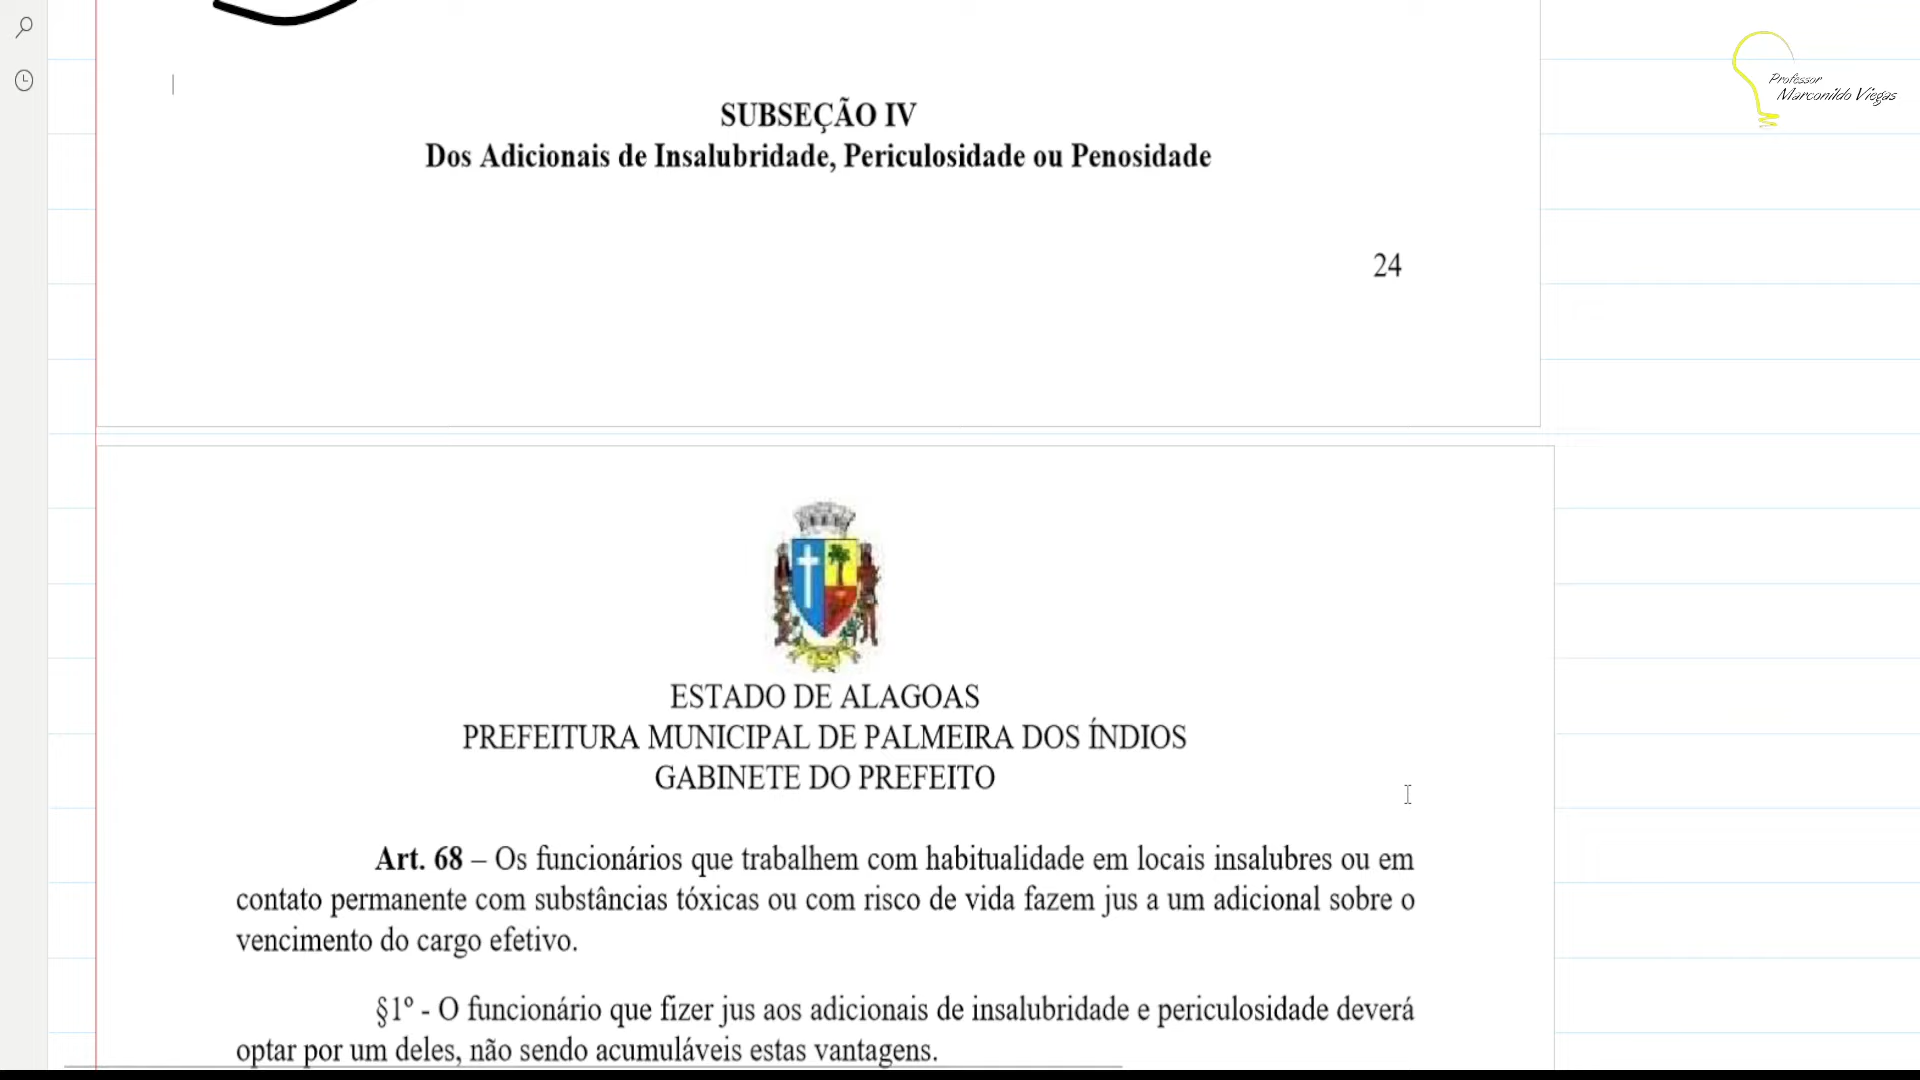 Professor
Marconildo Viegas
SUBSEÇÃO IV
Dos Adicionais de Insalubridade, Periculosidade ou Penosidade
24
ESTADO DE ALAGOAS
PREFEITURA MUNICIPAL DE PALMEIRA DOS ÍNDIOS
GABINETE DO PREFEITO
Art. 68 – Os funcionários que trabalhem com habitualidade em locais insalubres ou em
contato permanente com substâncias tóxicas ou com risco de vida fazem jus a um adicional sobre o
vencimento do cargo efetivo.
§1º - O funcionário que fizer jus aos adicionais de insalubridade e periculosidade deverá
optar por um deles, não sendo acumuláveis estas vantagens.